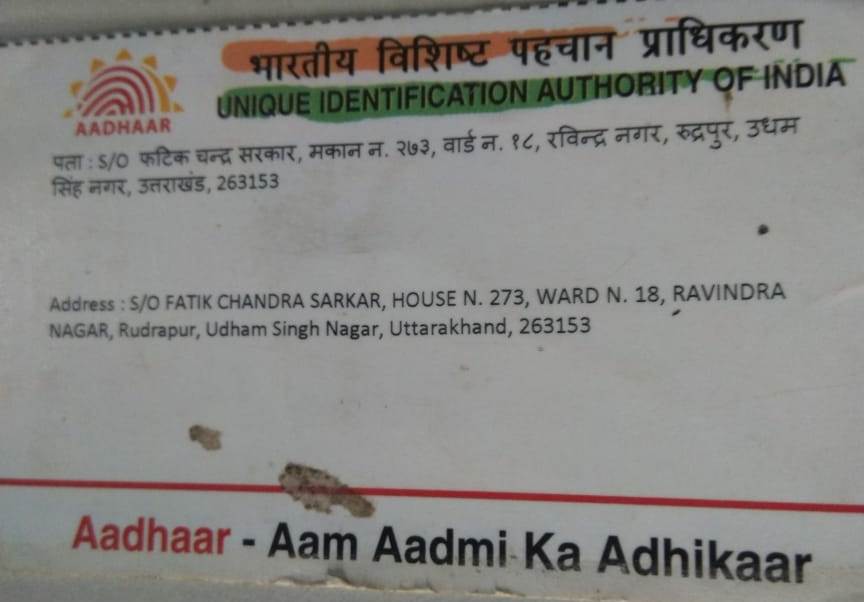 भारतीय विशिष्ट पहचान प्राधिकरण
UNIQUE IDENTIFICATION AUTHORITY OF INDIA
AADHAAR
पता : S/O फटिक चन्द्र सरकार, मकान न. २७३, वार्ड न. १८, रविन्द्र नगर, रुद्रपुर, उधम
सिंह नगर, उत्तराखंड, 263153
Address : S/O FATIK CHANDRA SARKAR, HOUSE N. 273, WARD N. 18, RAVINDRA
NAGAR, Rudrapur, Udham Singh Nagar, Uttarakhand, 263153
Aadhaar - Aam Aadmi Ka Adhikaar